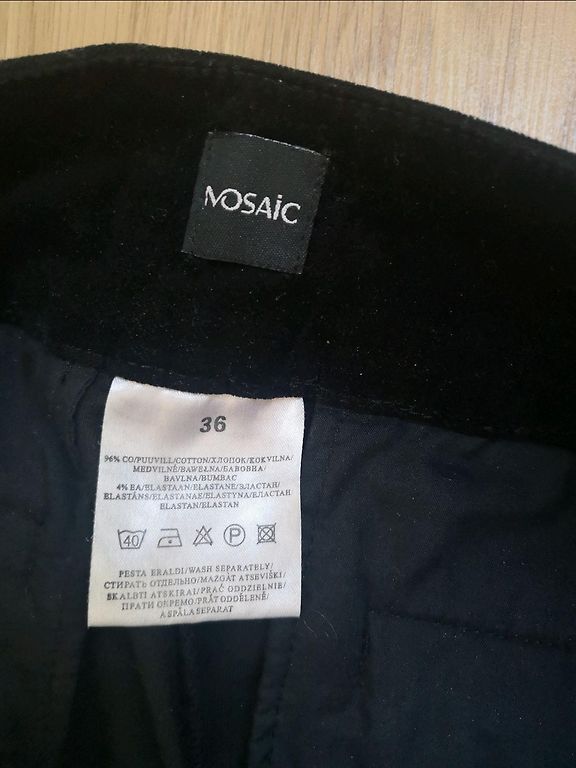 MOSAiC
36
96% CO/PUUVILL/COTTON/ХЛОПОК/KOKVILNA/
MEDVILNĖ/BAWEŁNA/БАВОВНА/
BAVLNA/BUMBAC
4% EA/ELASTAAN/ELASTANE/ЭЛАСТАН/
ELASTĀNS/ELASTANAS/ELASTYNA/ЕЛАСТАН
ELASTAN/ELASTAN
40 P
PESTA ERALDI/WASH SEPARATELY/
СТИРАТЬ ОТДЕЛЬНО/MAZGĀT ATSEVIŠĶI/
SKALBTI ATSKIRAI/PRAĆ ODDZIELNIE/
ПРАТИ ОКРЕМО/PRÁT ODDĚLENĚ/
A SPĂLA SEPARAT